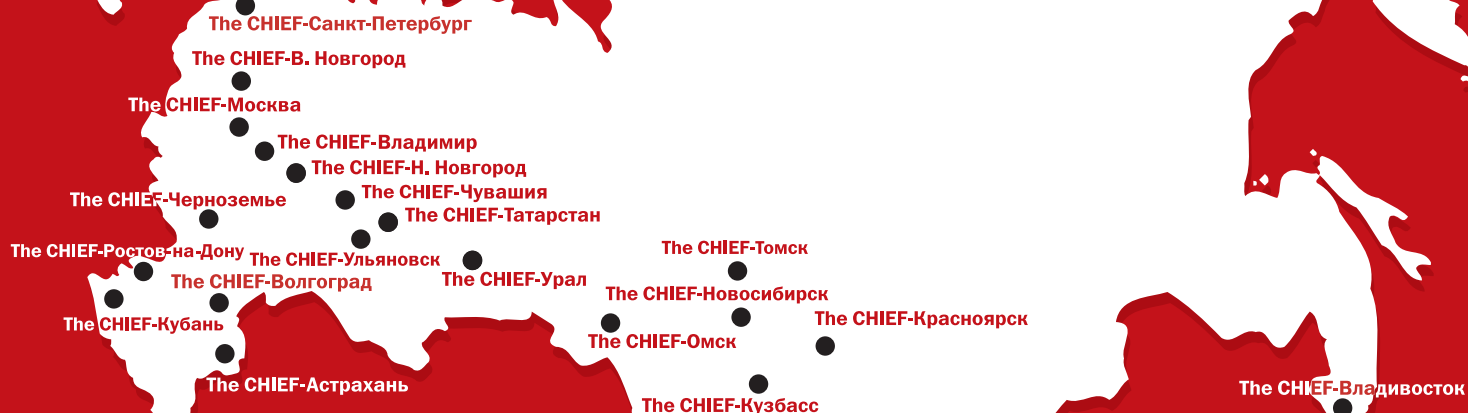 The CHIEF-Санкт-Петербург
The CHIEF-В. Новгород
The CHIEF-Москва
The CHIEF-Владимир
The CHIEF-Н. Новгород
The CHIEF-Чувашия
The CHIEF-Черноземье
The CHIEF-Татарстан
The CHIEF-Ростов-на-Дону
The CHIEF-Ульяновск
The CHIEF-Томск
The CHIEF-Волгоград
The CHIEF-Урал
The CHIEF-Новосибирск
The CHIEF-Красноярск
The CHIEF-Кубань
The CHIEF-Омск
The CHIEF-Астрахань
The CHIEF-Владивосток
The CHIEF-Кузбасс